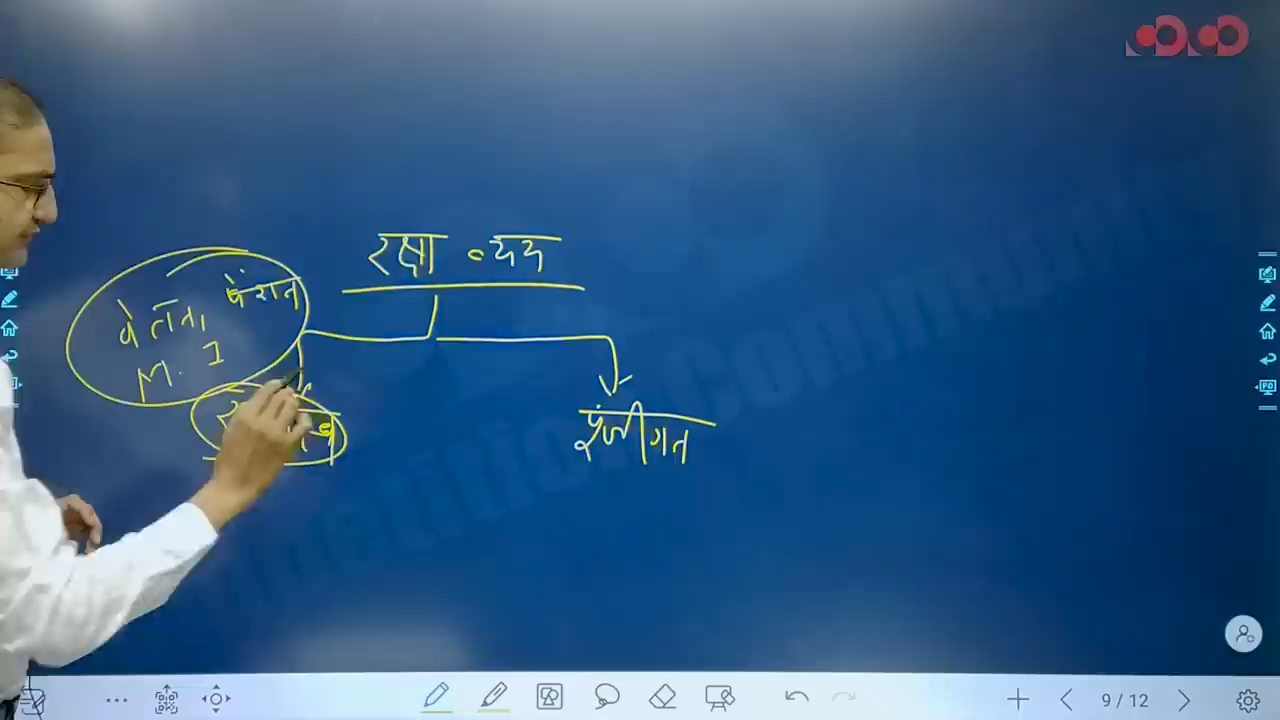 रक्षा व्यय
पेंशन
वेतन,
M. I
पूंजीगत
9 / 12